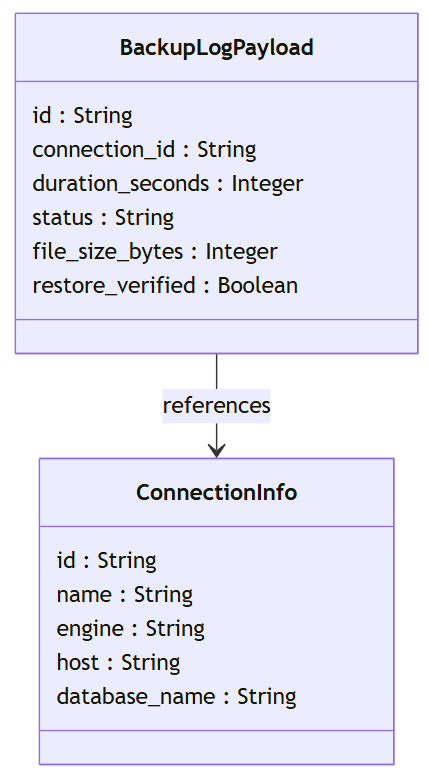 BackupLogPayload
id : String
connection_id : String
duration_seconds : Integer
status : String
file_size_bytes : Integer
restore_verified : Boolean
references
ConnectionInfo
id : String
name : String
engine : String
host : String
database_name : String